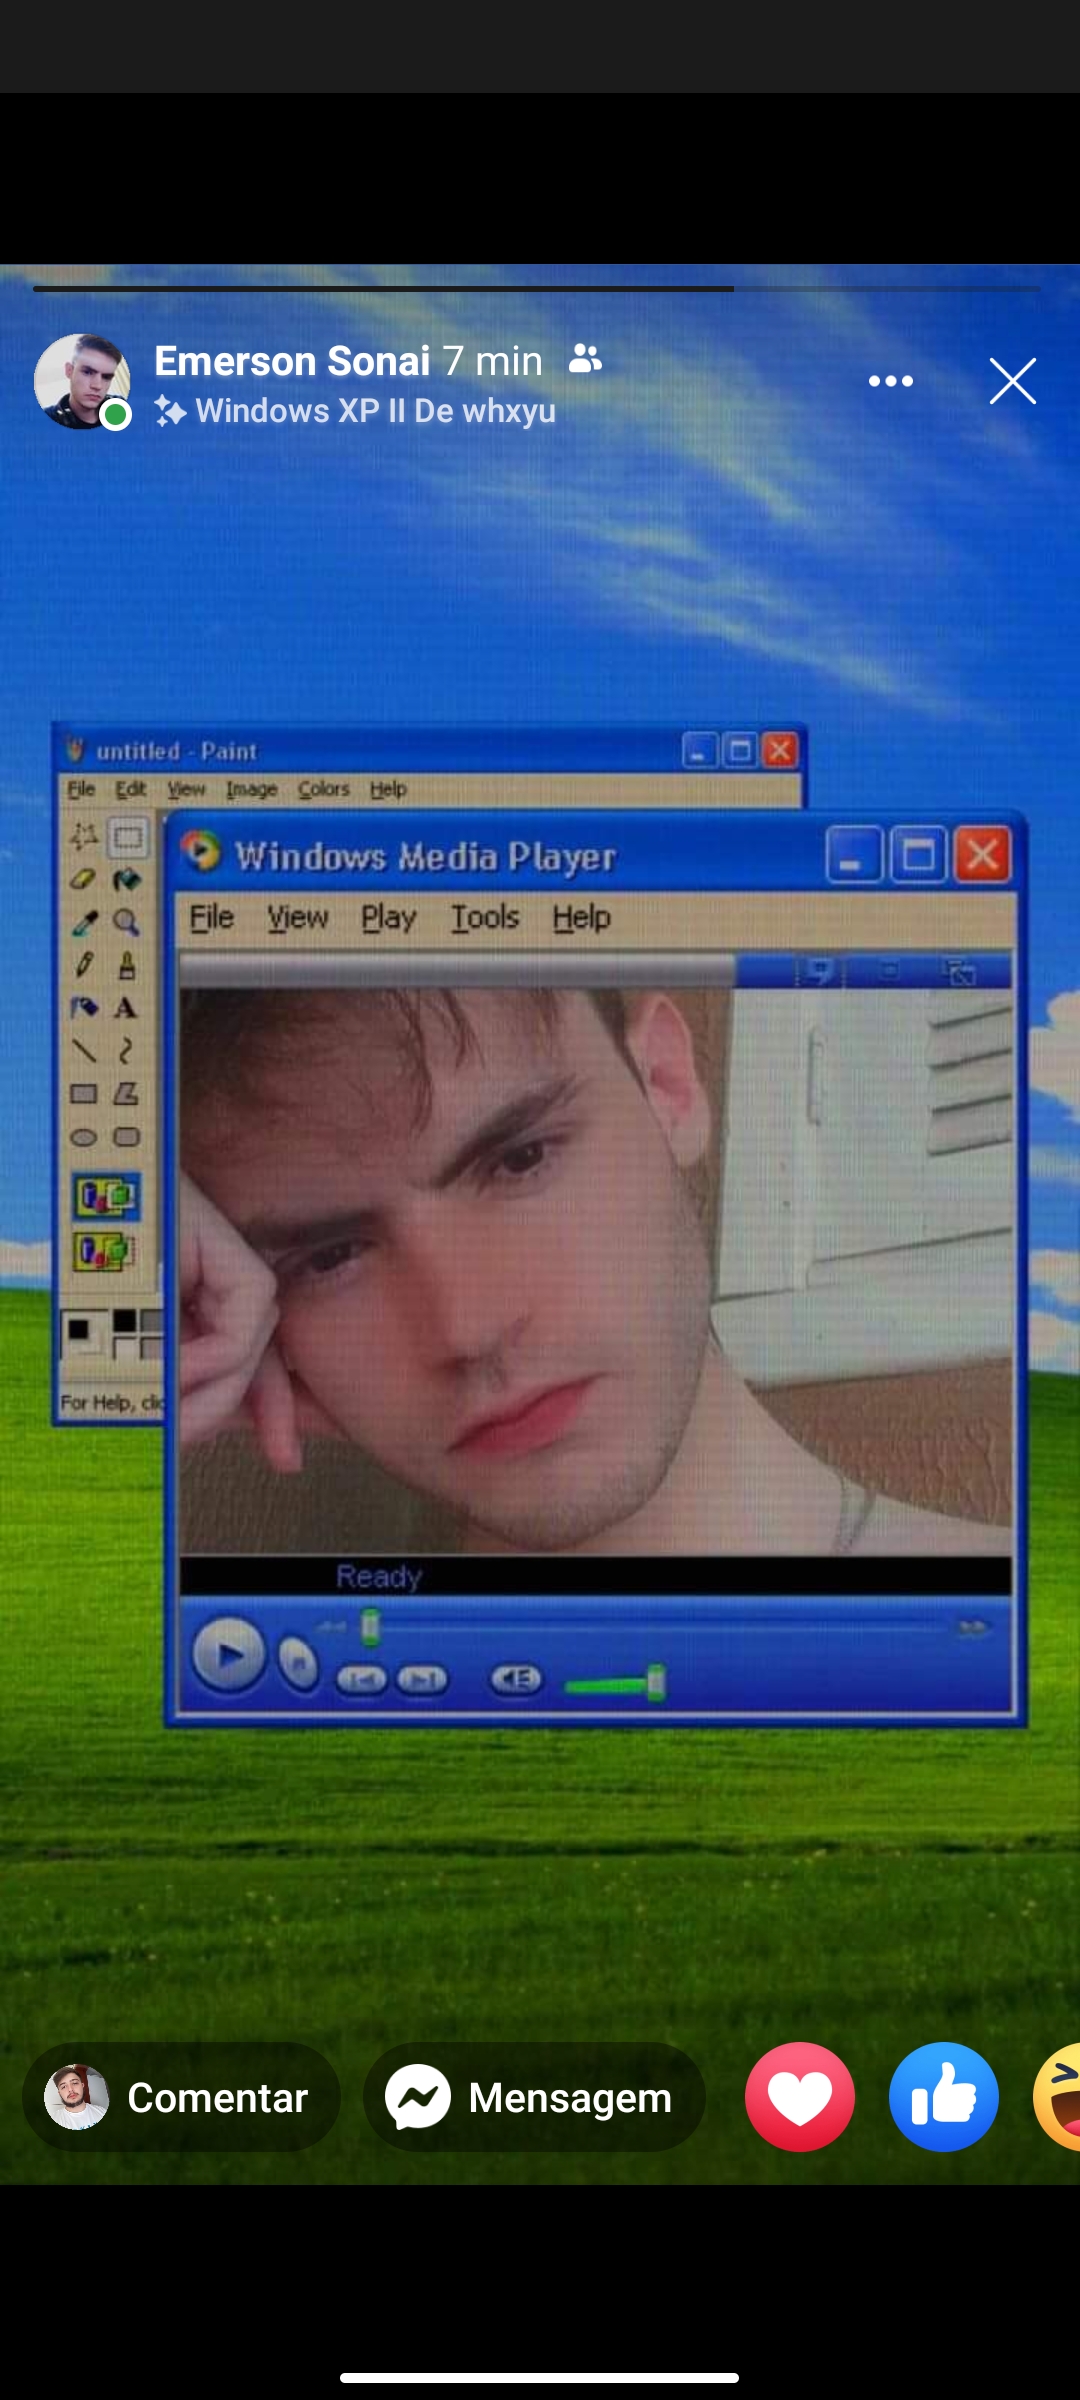 Emerson Sonai 7 min
Windows XP II De whxyu
untitled - Paint
File Edit View Image Colors Help
Windows Media Player
File View Play Tools Help
A
For Help, clic
Ready
Comentar
Mensagem